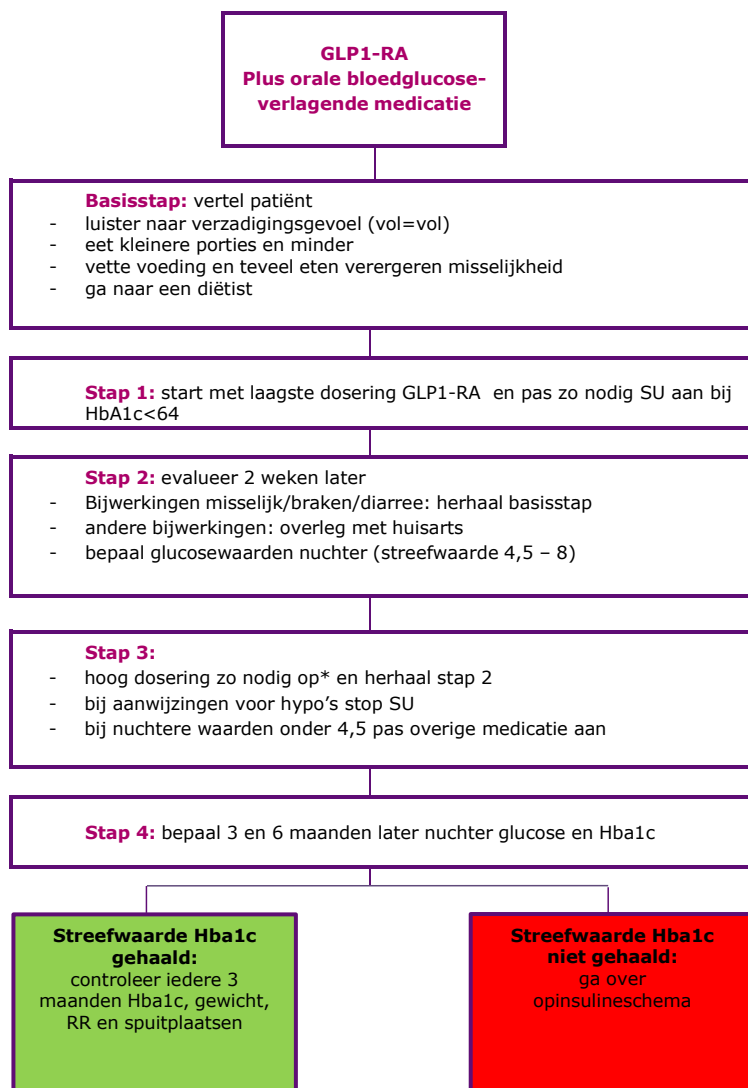 GLP1-RA
Plus orale bloedglucose-
verlagende medicatie
Basisstap: vertel patiënt
- luister naar verzadigingsgevoel (vol=vol)
- eet kleinere porties en minder
- vette voeding en teveel eten verergeren misselijkheid
- ga naar een diëtist
Stap 1: start met laagste dosering GLP1-RA en pas zo nodig SU aan bij
HbA1c<64
Stap 2: evalueer 2 weken later
- Bijwerkingen misselijk/braken/diarree: herhaal basisstap
- andere bijwerkingen: overleg met huisarts
- bepaal glucosewaarden nuchter (streefwaarde 4,5 – 8)
Stap 3:
- hoog dosering zo nodig op* en herhaal stap 2
- bij aanwijzingen voor hypo’s stop SU
- bij nuchtere waarden onder 4,5 pas overige medicatie aan
Stap 4: bepaal 3 en 6 maanden later nuchter glucose en Hba1c
Streefwaarde Hba1c
gehaald:
controleer iedere 3
maanden Hba1c, gewicht,
RR en spuitplaatsen
Streefwaarde Hba1c
niet gehaald:
ga over
opinsulineschema